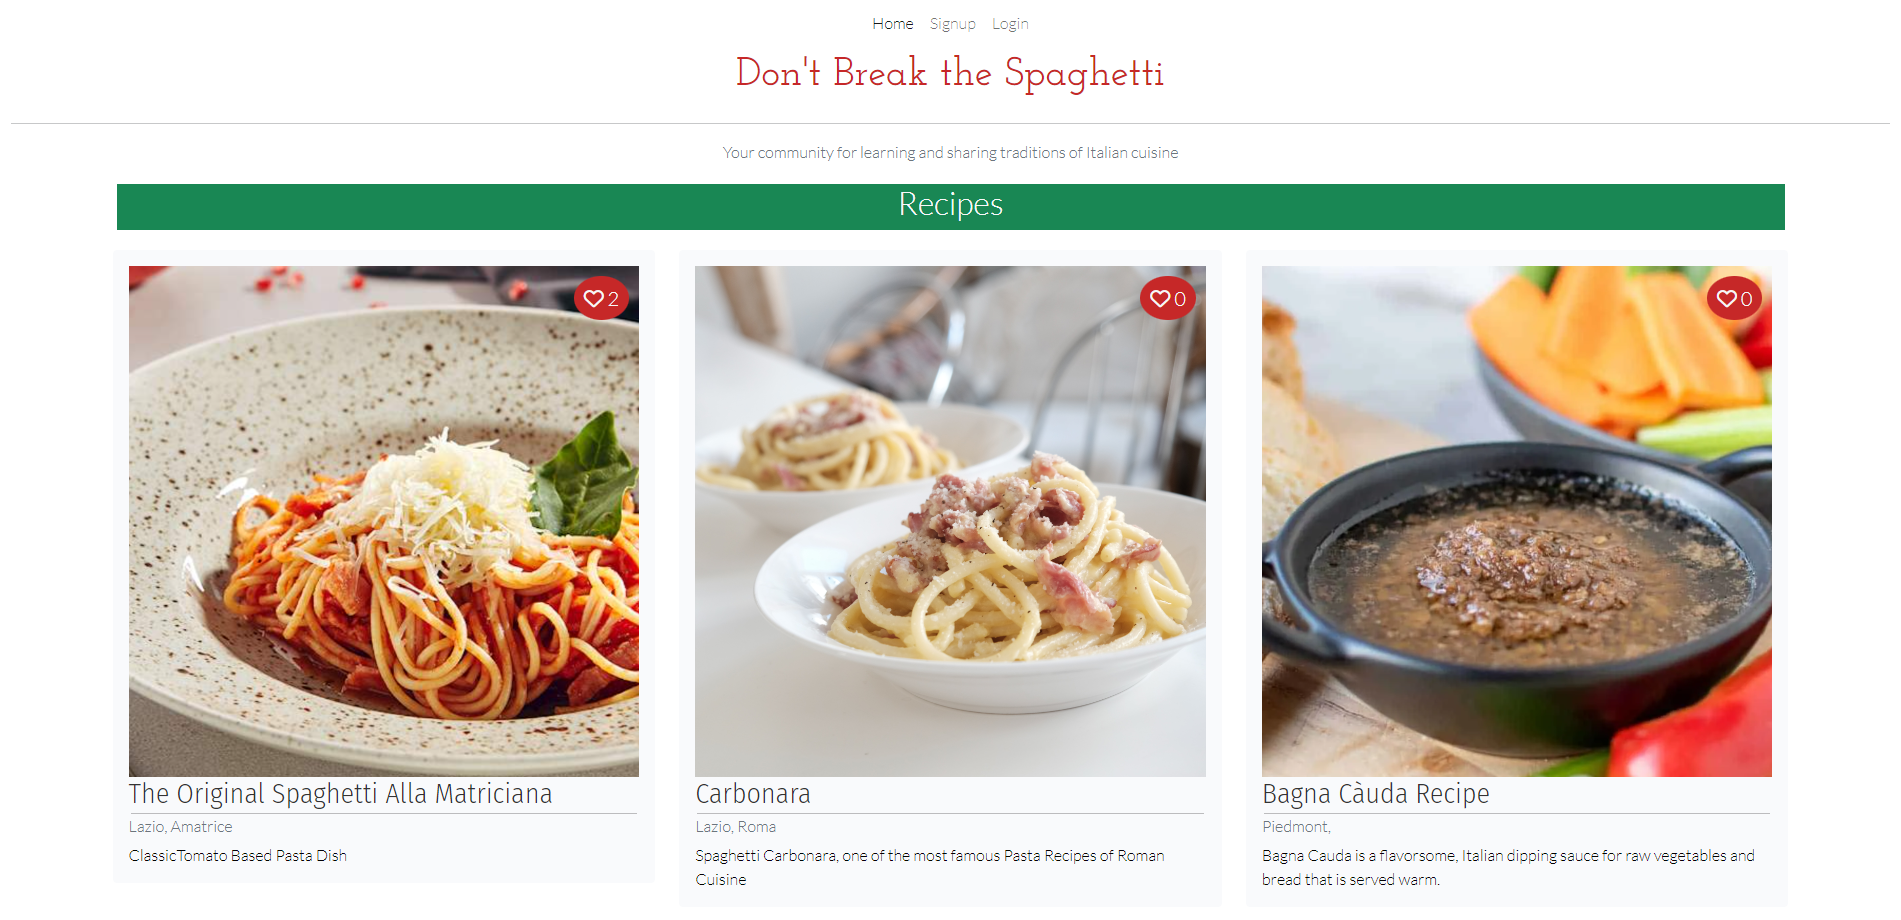 Home Signup Login
Don't Break the Spaghetti
Your community for learning and sharing traditions of Italian cuisine
Recipes
2
The Original Spaghetti Alla Matriciana
Lazio, Amatrice
ClassicTomato Based Pasta Dish
0
Carbonara
Lazio, Roma
Spaghetti Carbonara, one of the most famous Pasta Recipes of Roman
Cuisine
0
Bagna Càuda Recipe
Piedmont,
Bagna Cauda is a flavorsome, Italian dipping sauce for raw vegetables and
bread that is served warm.